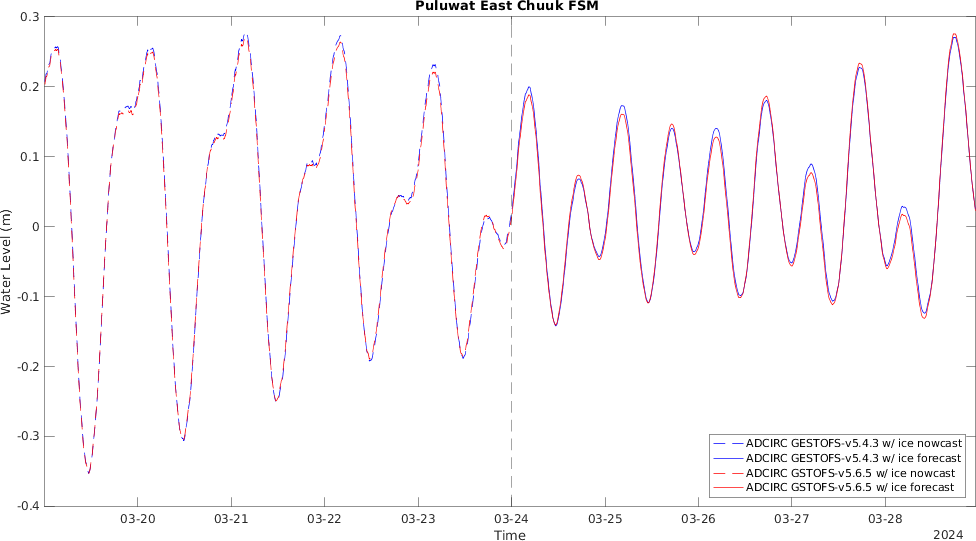 Puluwat East Chuuk FSM
0.3
0.2
0.1
0
-0.1
-0.2
-0.3
-0.4
Water Level (m)
ADCIRC GESTOFS-v5.4.3 w/ ice nowcast
ADCIRC GESTOFS-v5.4.3 w/ ice forecast
ADCIRC GSTOFS-v5.6.5 w/ ice nowcast
ADCIRC GSTOFS-v5.6.5 w/ ice forecast
03-20 03-21 03-22 03-23 03-24 03-25 03-26 03-27 03-28
Time 2024